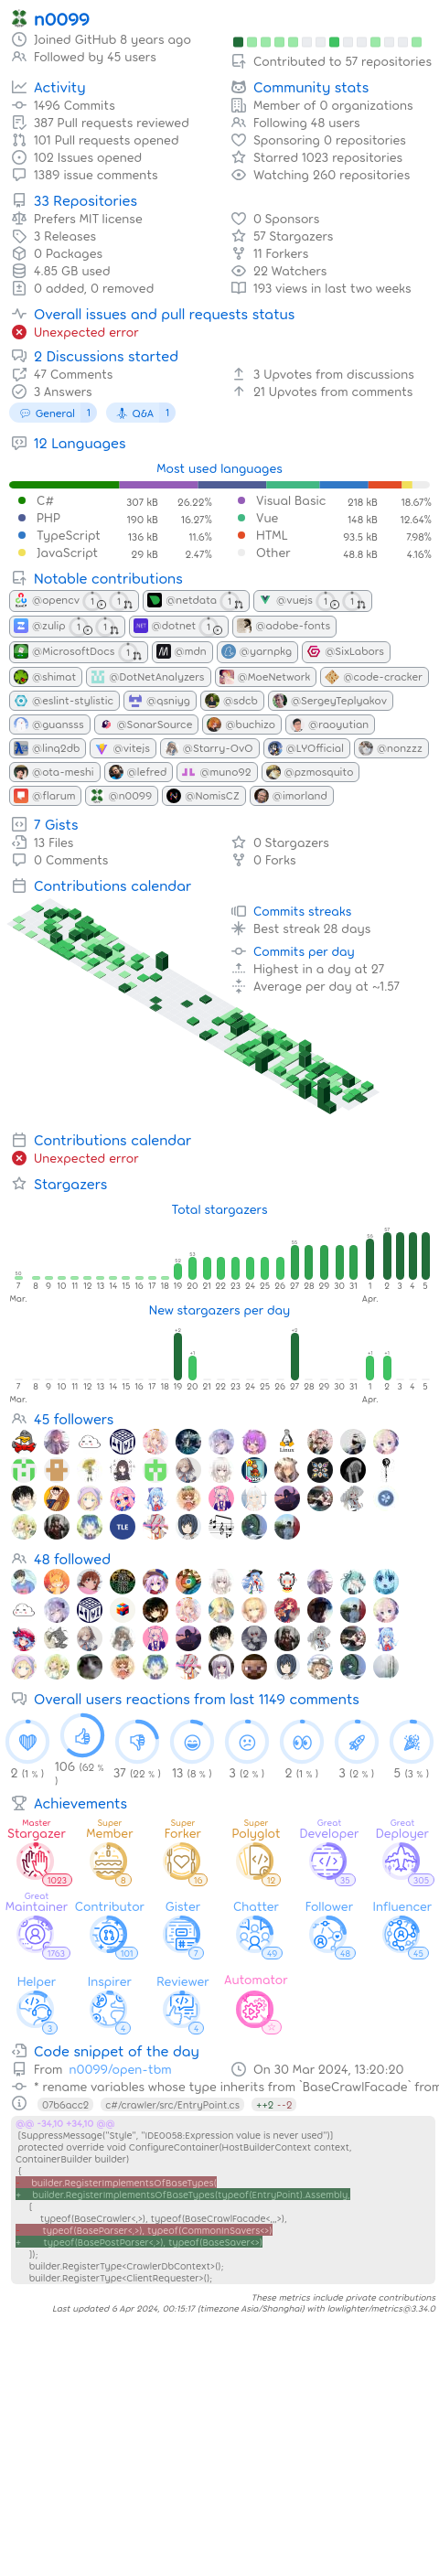 n0099
Joined GitHub 8 years ago
Followed by 45 users
Contributed to 57 repositories
Activity
1496 Commits
387 Pull requests reviewed
101 Pull requests opened
102 Issues opened
1389 issue comments
Community stats
Member of 0 organizations
Following 48 users
Sponsoring 0 repositories
Starred 1023 repositories
Watching 260 repositories
33 Repositories
Prefers MIT license
3 Releases
0 Packages
4.85 GB used
0 added, 0 removed
0 Sponsors
57 Stargazers
11 Forkers
22 Watchers
193 views in last two weeks
Overall issues and pull requests status
Unexpected error
2 Discussions started
47 Comments
3 Answers
3 Upvotes from discussions
21 Upvotes from comments
General 1 Q&A 1
12 Languages
Most used languages
C# 307 kB 26.22%
PHP 190 kB 16.27%
TypeScript 136 kB 11.6%
JavaScript 29 kB 2.47%
Visual Basic 218 kB 18.67%
Vue 148 kB 12.64%
HTML 93.5 kB 7.98%
Other 48.8 kB 4.16%
Notable contributions
@opencv 1 1 @netdata 1 @vuejs 1 1
@zulip 1 1 @dotnet 1 @adobe-fonts
@MicrosoftDocs 1 @mdn @yarnpkg @SixLabors
@shimat @DotNetAnalyzers @MoeNetwork @code-cracker
@eslint-stylistic @qsniyg @sdcb @SergeyTeplyakov
@guansss @SonarSource @buchizo @raoyutian
@linq2db @vitejs @Starry-OvO @LYOfficial @nonzzz
@ota-meshi @lefred @muno92 @pzmosquito
@flarum @n0099 @NomisCZ @imorland
7 Gists
13 Files
0 Comments
0 Stargazers
0 Forks
Contributions calendar
Commits streaks
Best streak 28 days
Commits per day
Highest in a day at 27
Average per day at ~1.57
Contributions calendar
Unexpected error
Stargazers
Total stargazers
50 53 53 55 56 57
7 8 9 10 11 12 13 14 15 16 17 18 19 20 21 22 23 24 25 26 27 28 29 30 31 1 2 3 4 5
Mar. Apr.
New stargazers per day
+3 +1 +2 +1 +1
7 8 9 10 11 12 13 14 15 16 17 18 19 20 21 22 23 24 25 26 27 28 29 30 31 1 2 3 4 5
Mar. Apr.
45 followers
Linux
TLE
48 followed
Overall users reactions from last 1149 comments
2 (1 %) 106 (62 %) 37 (22 %) 13 (8 %) 3 (2 %) 2 (1 %) 3 (2 %) 5 (3 %)
Achievements
Master Super Super Super Great Great
Stargazer Member Forker Polyglot Developer Deployer
1023 8 16 12 35 305
Great
Maintainer Contributor Gister Chatter Follower Influencer
1763 101 7 49 48 45
Helper Inspirer Reviewer Automator
3 4 4
Code snippet of the day
From n0099/open-tbm
On 30 Mar 2024, 13:20:20
* rename variables whose type inherits from `BaseCrawlFacade` from
07b6acc2 c#/crawler/src/EntryPoint.cs ++2 --2
@@ -34,10 +34,10 @@
[SuppressMessage("Style", "IDE0058:Expression value is never used")]
protected override void ConfigureContainer(HostBuilderContext context,
ContainerBuilder builder)
{
- builder.RegisterImplementsOfBaseTypes(
+ builder.RegisterImplementsOfBaseTypes(typeof(EntryPoint).Assembly,
[
typeof(BaseCrawler<,>), typeof(BaseCrawlFacade<,,,>),
- typeof(BaseParser<,>), typeof(CommonInSavers<>)
+ typeof(BasePostParser<,>), typeof(BaseSaver<>)
]);
builder.RegisterType<CrawlerDbContext>();
builder.RegisterType<ClientRequester>();
These metrics include private contributions
Last updated 6 Apr 2024, 00:15:17 (timezone Asia/Shanghai) with lowlighter/metrics@3.34.0